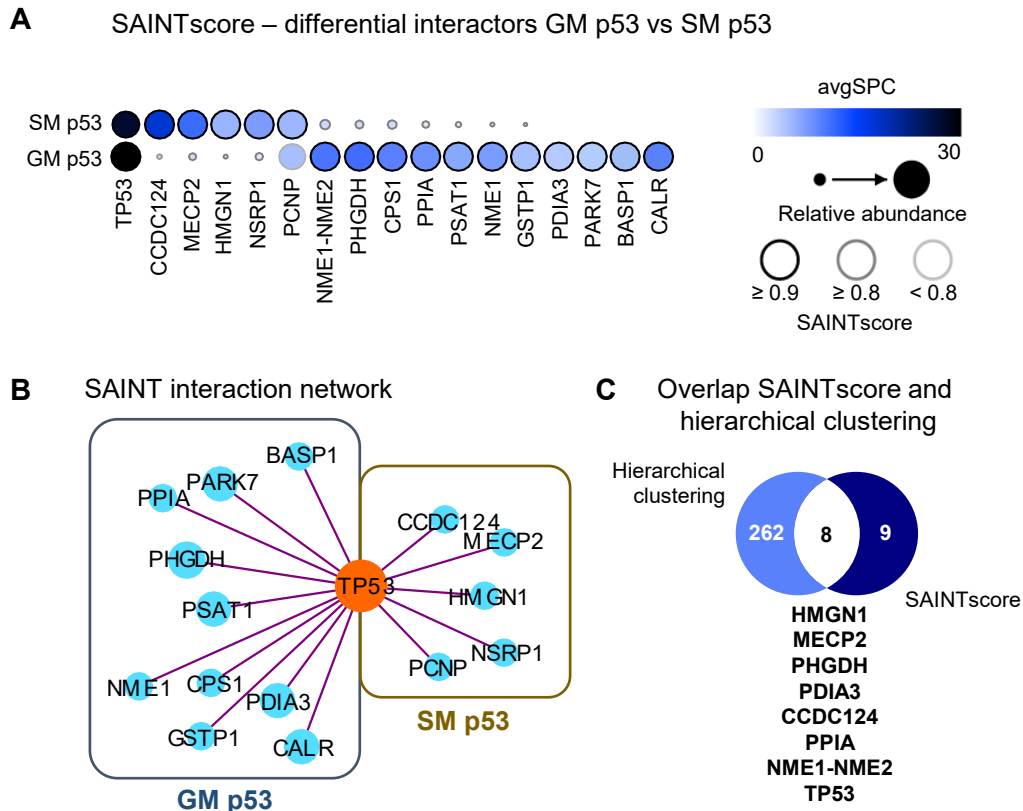 A
SAINTscore – differential interactors GM p53 vs SM p53
SM p53
GM p53
TP53
CCDC124
MECP2
HMGN1
NSRP1
PCNP
NME1-NME2
PHGDH
CPS1
PPIA
PSAT1
NME1
GSTP1
PDIA3
PARK7
BASP1
CALR
avgSPC
0 30
Relative abundance
≥ 0.9 ≥ 0.8 < 0.8
SAINTscore
B
SAINT interaction network
BASP1
PARK7
PPIA
PHGDH
PSAT1
NME1
CPS1
PDIA3
GSTP1
CALR
TP53
CCDC124
MECP2
HMGN1
NSRP1
PCNP
SM p53
GM p53
C
Overlap SAINTscore and
hierarchical clustering
Hierarchical
clustering
262 8 9
SAINTscore
HMGN1
MECP2
PHGDH
PDIA3
CCDC124
PPIA
NME1-NME2
TP53